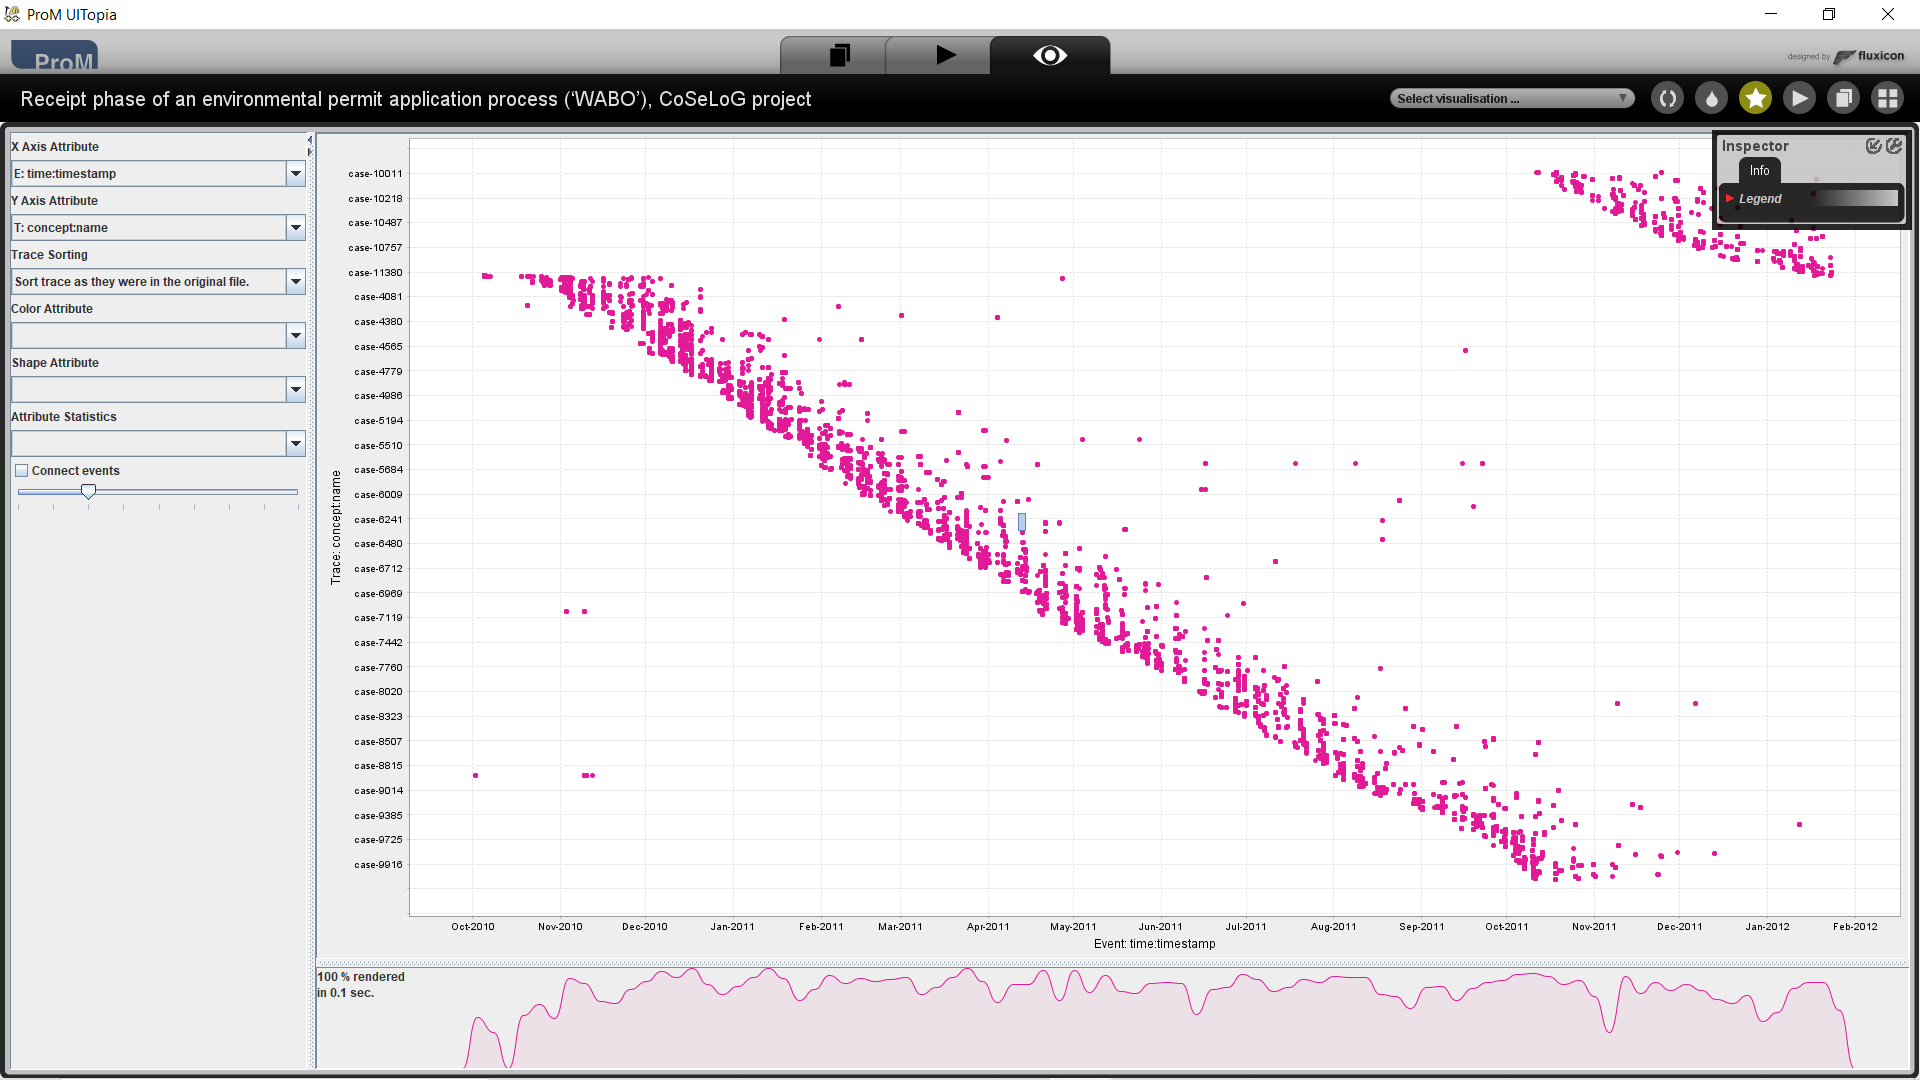 ProM UITopia
ProM
designed by fluxicon
Receipt phase of an environmental permit application process (‘WABO’), CoSeLoG project
Select visualisation ...
X Axis Attribute
E: time:timestamp
Y Axis Attribute
T: concept:name
Trace Sorting
Sort trace as they were in the original file.
Color Attribute
Shape Attribute
Attribute Statistics
Connect events
Inspector
Info
Legend
Trace: concept:name
case-10011
case-10218
case-10487
case-10757
case-11380
case-4081
case-4380
case-4565
case-4779
case-4986
case-5194
case-5510
case-5684
case-6009
case-6241
case-6480
case-6712
case-6969
case-7119
case-7442
case-7760
case-8020
case-8323
case-8507
case-8815
case-9014
case-9385
case-9725
case-9916
Oct-2010 Nov-2010 Dec-2010 Jan-2011 Feb-2011 Mar-2011 Apr-2011 May-2011 Jun-2011 Jul-2011 Aug-2011 Sep-2011 Oct-2011 Nov-2011 Dec-2011 Jan-2012 Feb-2012
Event: time:timestamp
100 % rendered
in 0.1 sec.